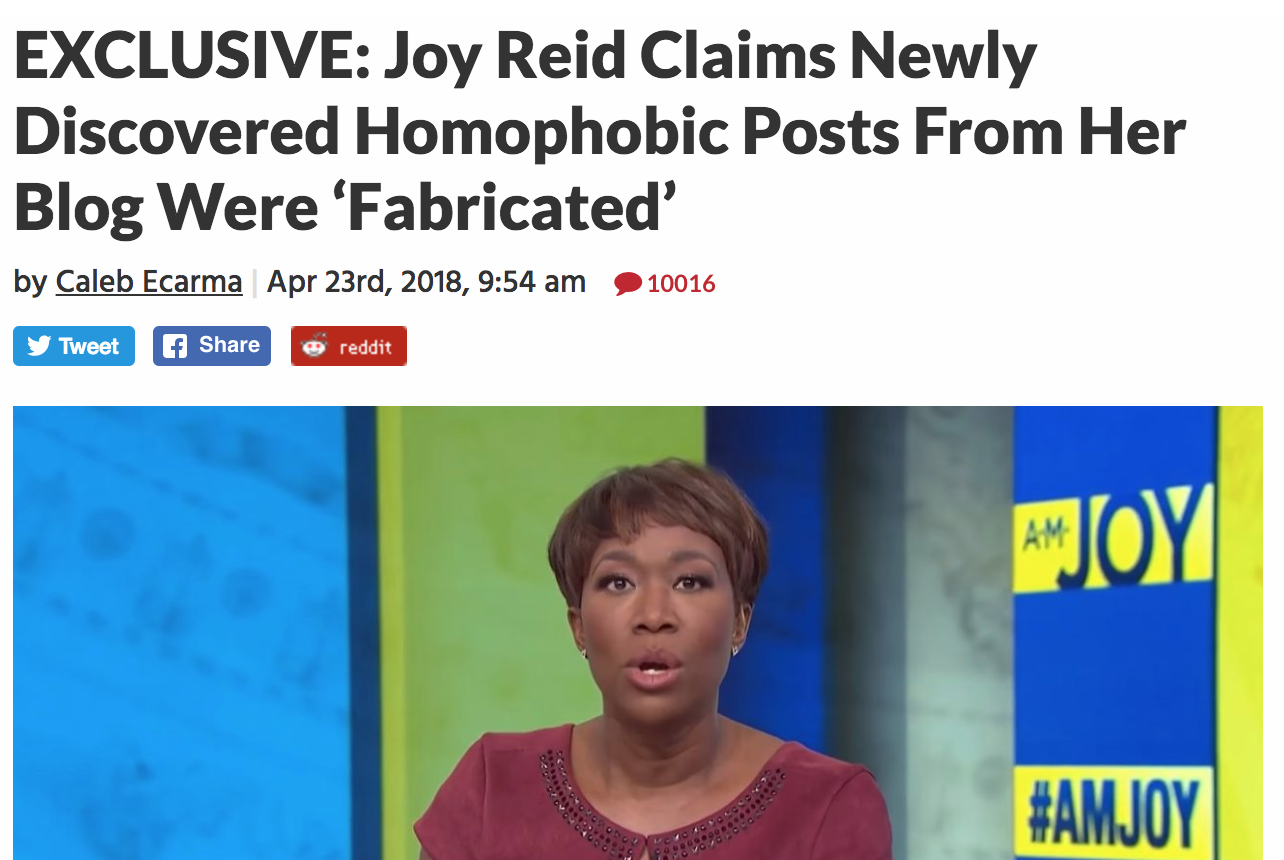 EXCLUSIVE: Joy Reid Claims Newly
Discovered Homophobic Posts From Her
Blog Were ‘Fabricated’
by Caleb Ecarma | Apr 23rd, 2018, 9:54 am 10016
Tweet Share reddit
A·M· JOY
#AMJOY